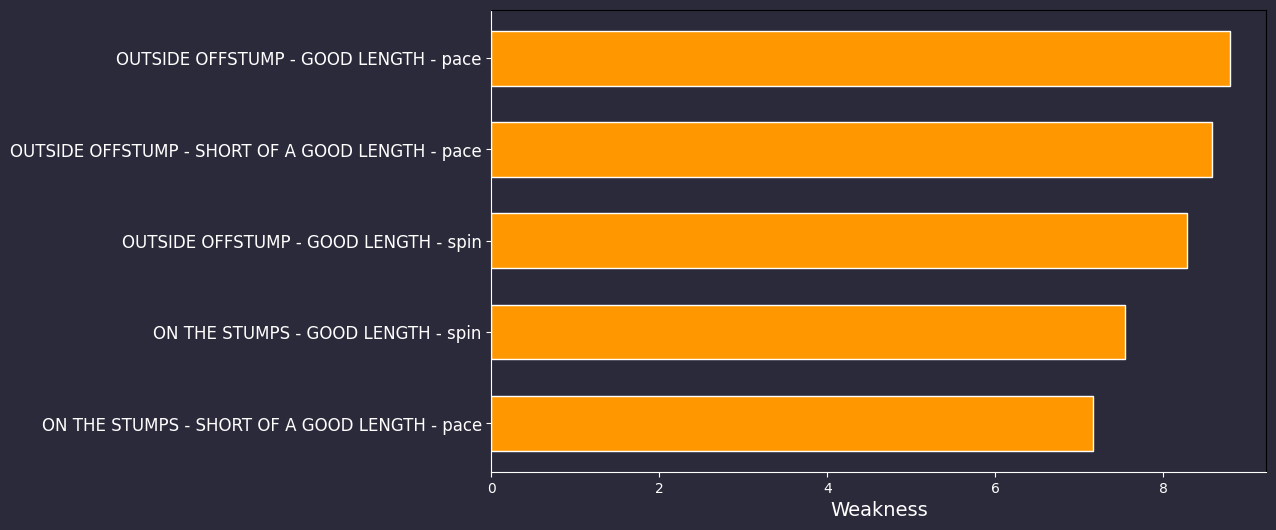 OUTSIDE OFFSTUMP - GOOD LENGTH - pace
OUTSIDE OFFSTUMP - SHORT OF A GOOD LENGTH - pace
OUTSIDE OFFSTUMP - GOOD LENGTH - spin
ON THE STUMPS - GOOD LENGTH - spin
ON THE STUMPS - SHORT OF A GOOD LENGTH - pace
0 2 4 6 8
Weakness